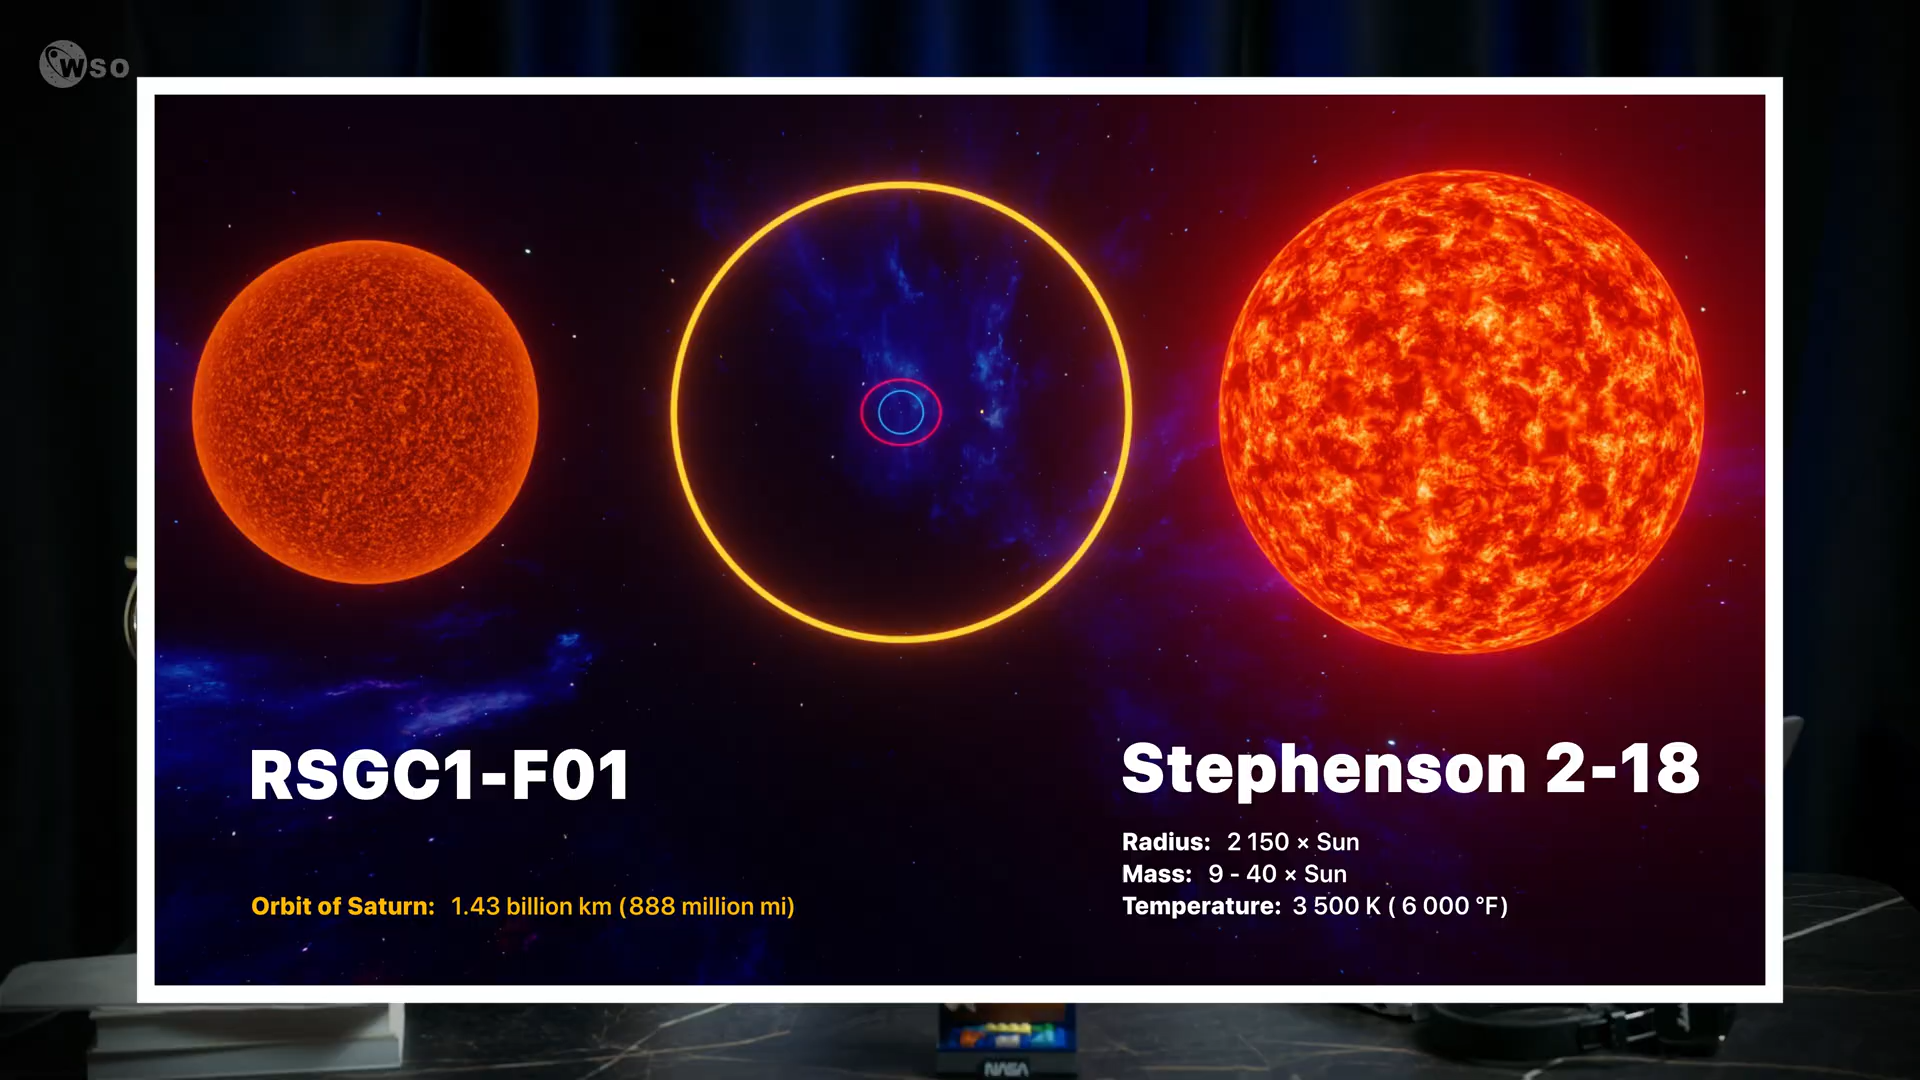 WSO
RSGC1-F01
Orbit of Saturn: 1.43 billion km (888 million mi)
Stephenson 2-18
Radius: 2 150 × Sun
Mass: 9 - 40 × Sun
Temperature: 3 500 K ( 6 000 °F)
NASA